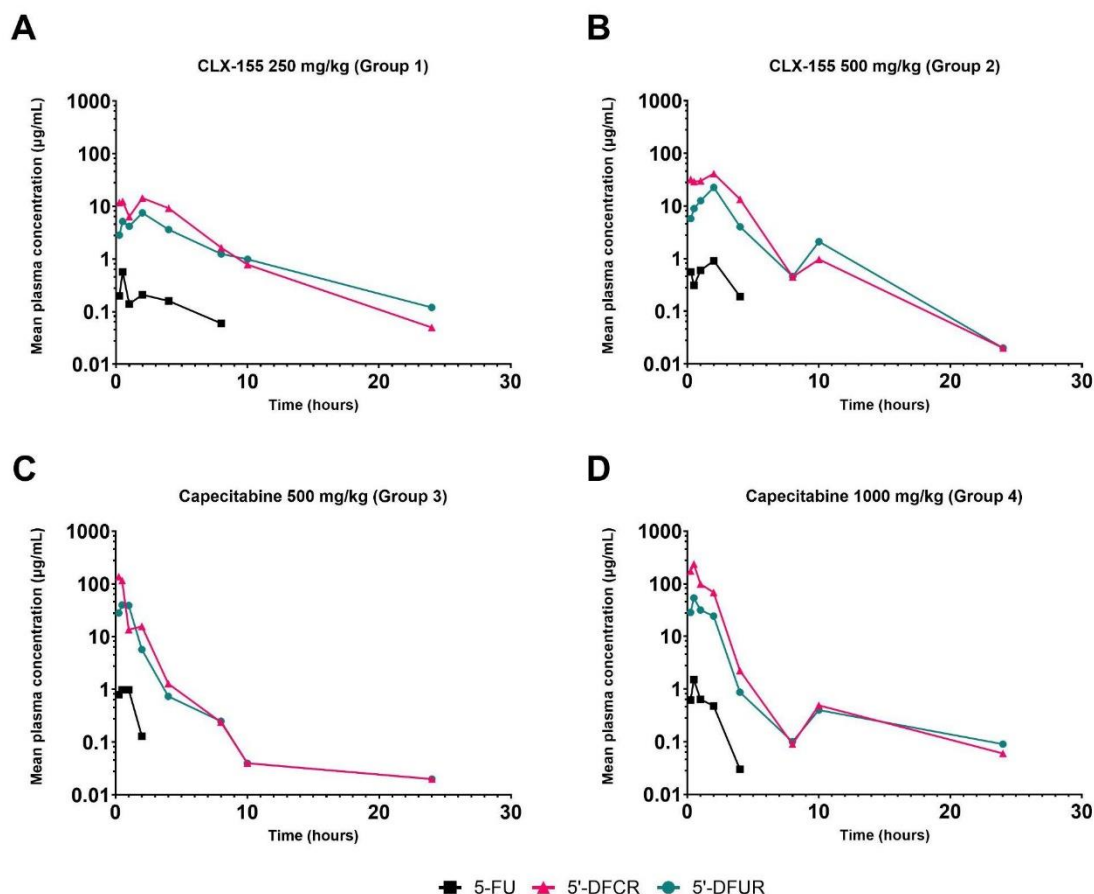 A
CLX-155 250 mg/kg (Group 1)
Mean plasma concentration (µg/mL)
1000
100
10
1
0.1
0.01
0
10
20
30
Time (hours)
B
CLX-155 500 mg/kg (Group 2)
Mean plasma concentration (µg/mL)
1000
100
10
1
0.1
0.01
0
10
20
30
Time (hours)
C
Capecitabine 500 mg/kg (Group 3)
Mean plasma concentration (µg/mL)
1000
100
10
1
0.1
0.01
0
10
20
30
Time (hours)
D
Capecitabine 1000 mg/kg (Group 4)
Mean plasma concentration (µg/mL)
1000
100
10
1
0.1
0.01
0
10
20
30
Time (hours)
5-FU 5'-DFCR 5'-DFUR